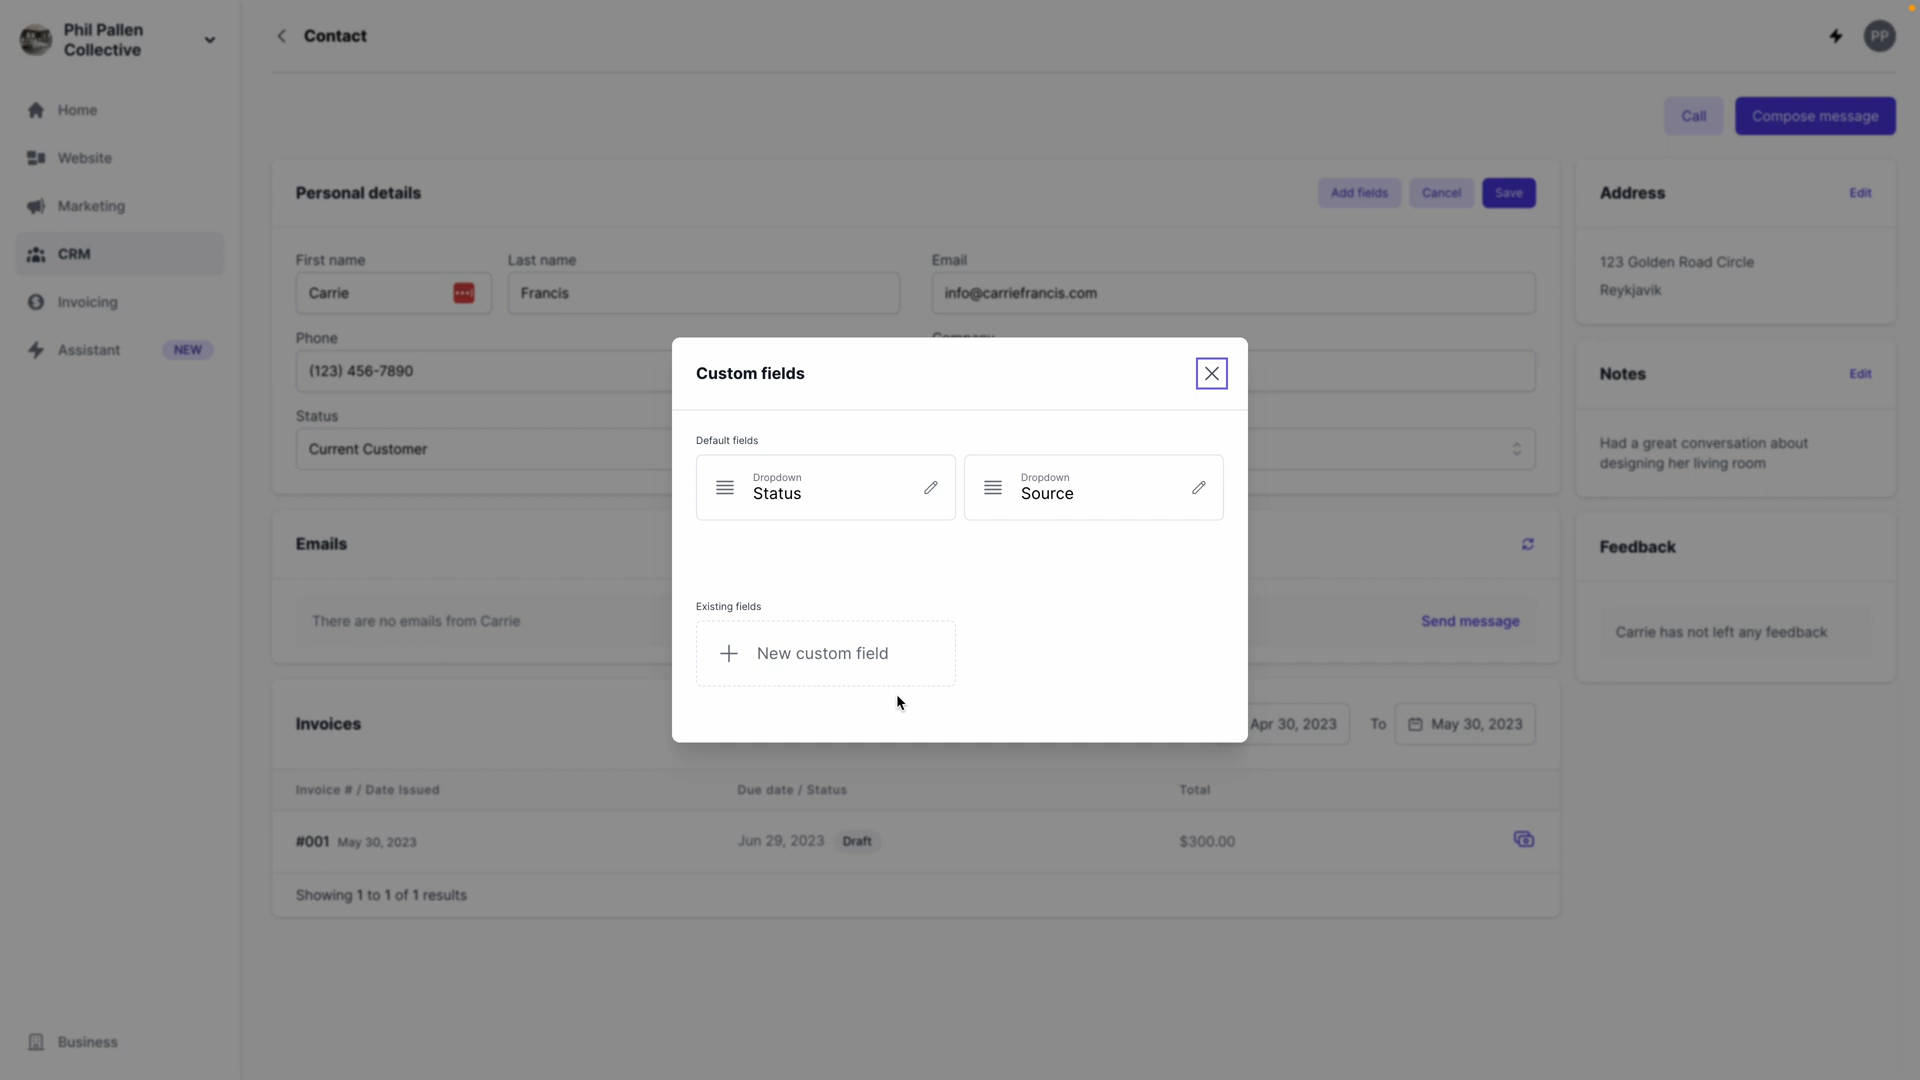 Phil Pallen
Collective
Contact
PP
Home
Website
Marketing
CRM
Invoicing
Assistant NEW
Business
Call Compose message
Personal details Add fields Cancel Save
First name Last name Email
Carrie Francis info@carriefrancis.com
Phone Company
(123) 456-7890
Status
Current Customer
Custom fields
Default fields
Dropdown
Status
Dropdown
Source
Existing fields
New custom field
Emails
There are no emails from Carrie Send message
Invoices Apr 30, 2023 To May 30, 2023
Invoice # / Date Issued Due date / Status Total
#001 May 30, 2023 Jun 29, 2023 Draft $300.00
Showing 1 to 1 of 1 results
Address Edit
123 Golden Road Circle
Reykjavik
Notes Edit
Had a great conversation about
designing her living room
Feedback
Carrie has not left any feedback